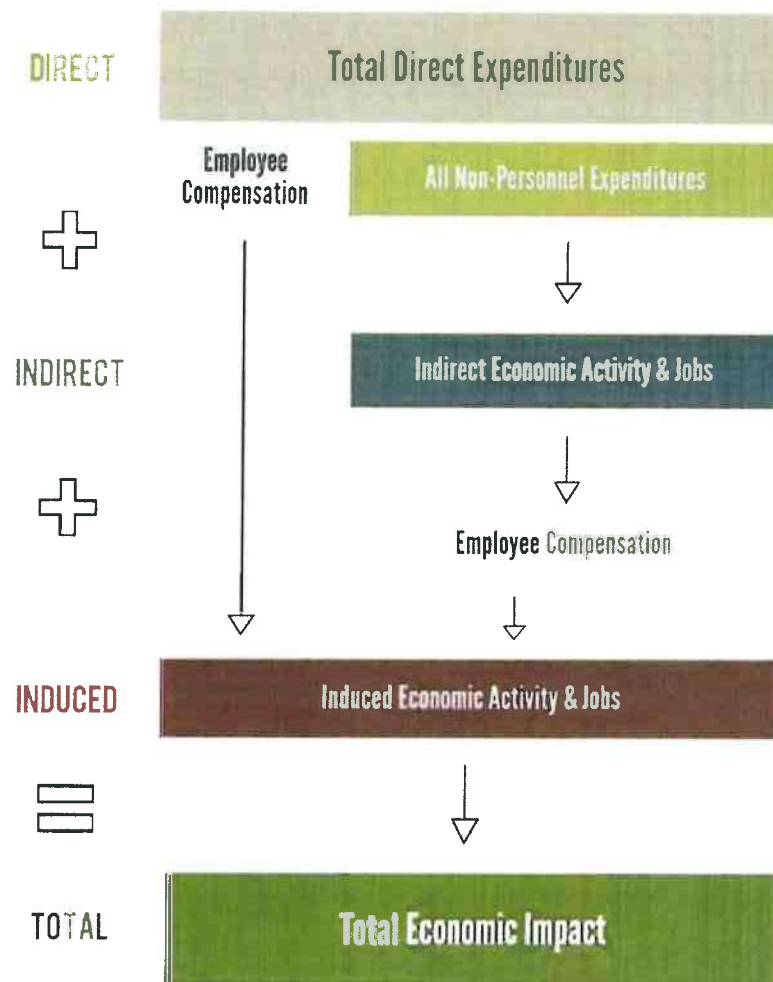 DIRECT
Total Direct Expenditures
Employee
Compensation
All Non-Personnel Expenditures
+
INDIRECT
Indirect Economic Activity & Jobs
+
Employee Compensation
INDUCED
Induced Economic Activity & Jobs
=
TOTAL
Total Economic Impact